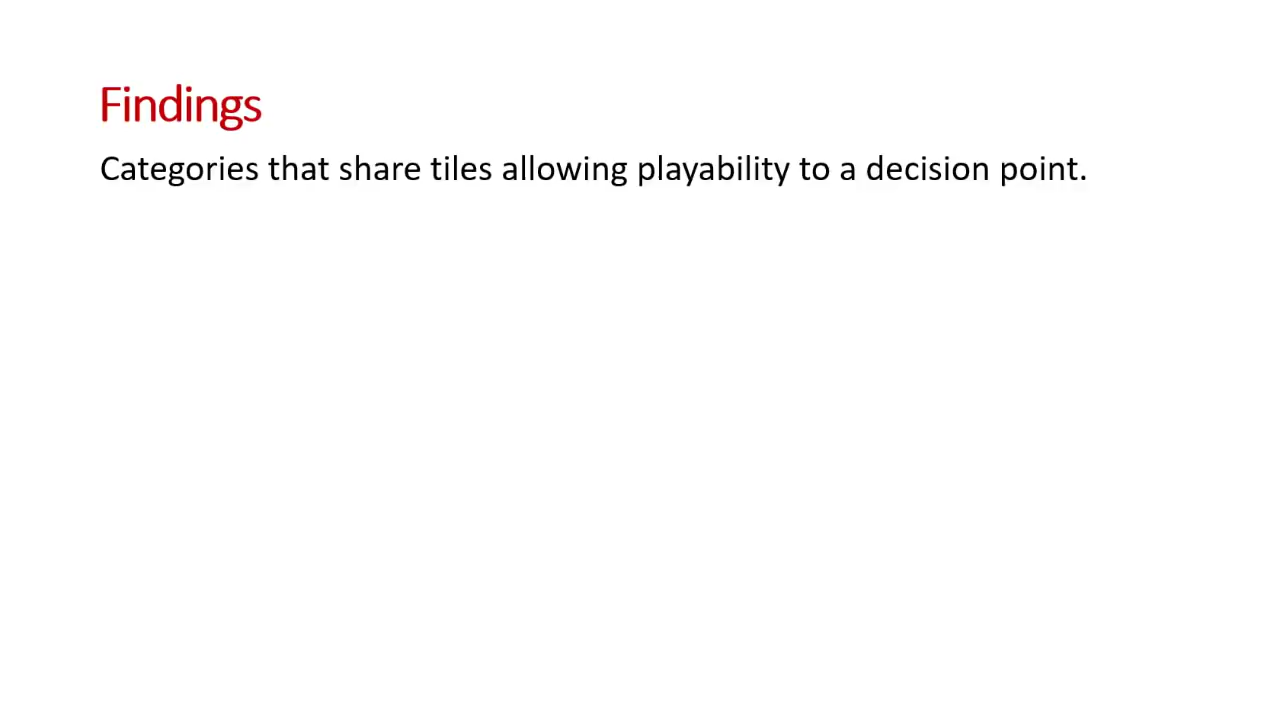 Findings
Categories that share tiles allowing playability to a decision point.